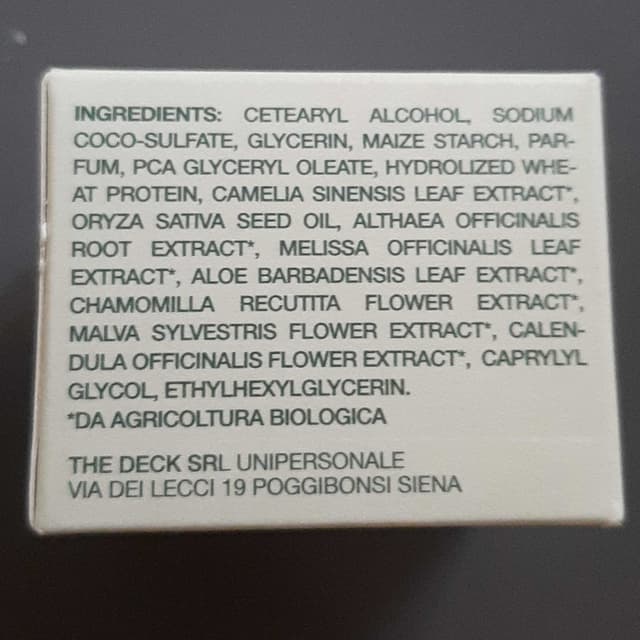 INGREDIENTS: CETEARYL ALCOHOL, SODIUM
COCO-SULFATE, GLYCERIN, MAIZE STARCH, PAR-
FUM, PCA GLYCERYL OLEATE, HYDROLIZED WHE-
AT PROTEIN, CAMELIA SINENSIS LEAF EXTRACT*,
ORYZA SATIVA SEED OIL, ALTHAEA OFFICINALIS
ROOT EXTRACT*, MELISSA OFFICINALIS LEAF
EXTRACT*, ALOE BARBADENSIS LEAF EXTRACT*,
CHAMOMILLA RECUTITA FLOWER EXTRACT*,
MALVA SYLVESTRIS FLOWER EXTRACT*, CALEN-
DULA OFFICINALIS FLOWER EXTRACT*, CAPRYLYL
GLYCOL, ETHYLHEXYLGLYCERIN.
*DA AGRICOLTURA BIOLOGICA
THE DECK SRL UNIPERSONALE
VIA DEI LECCI 19 POGGIBONSI SIENA